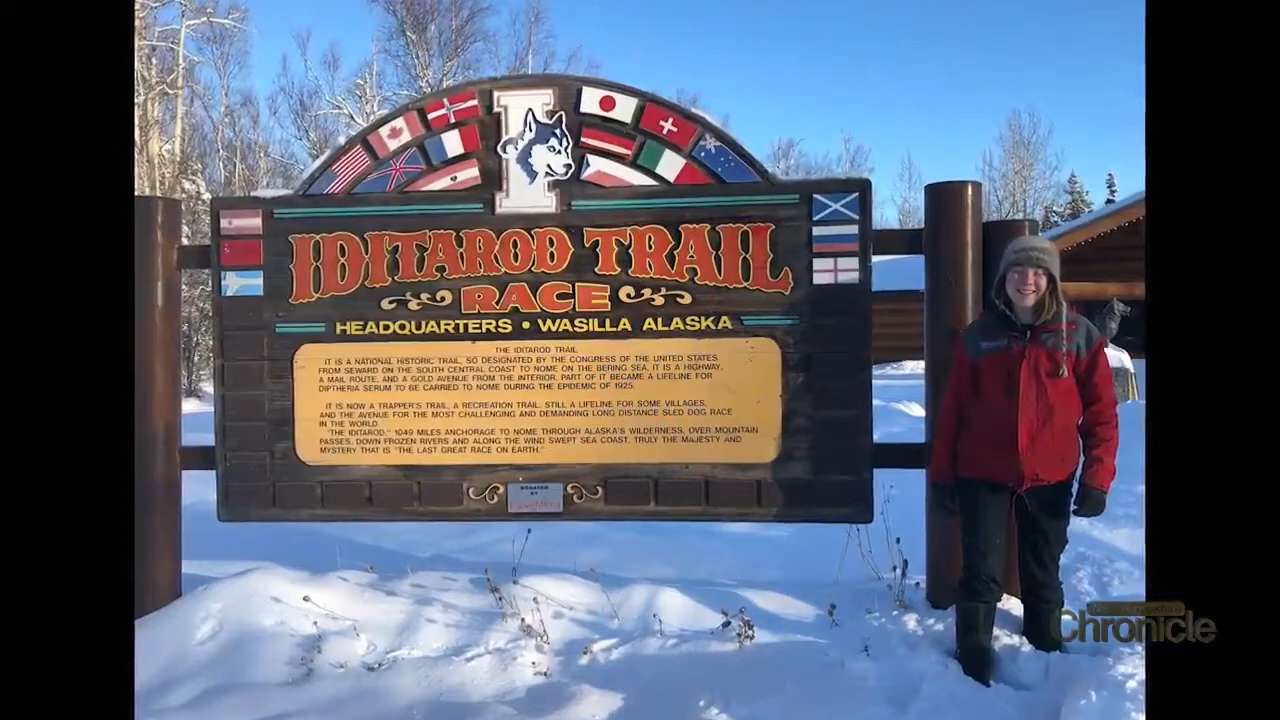 I
IDITAROD TRAIL
RACE
HEADQUARTERS • WASILLA ALASKA
THE IDITAROD TRAIL
IT IS A NATIONAL HISTORIC TRAIL, SO DESIGNATED BY THE CONGRESS OF THE UNITED STATES.
FROM SEWARD ON THE SOUTH CENTRAL COAST TO NOME ON THE BERING SEA, IT IS A HIGHWAY,
A MAIL ROUTE, AND A GOLD AVENUE FROM THE INTERIOR. PART OF IT BECAME A LIFELINE FOR
DIPTHERIA SERUM TO BE CARRIED TO NOME DURING THE EPIDEMIC OF 1925.
IT IS NOW A TRAPPER'S TRAIL, A RECREATION TRAIL, STILL A LIFELINE FOR SOME VILLAGES,
AND THE AVENUE FOR THE MOST CHALLENGING AND DEMANDING LONG DISTANCE SLED DOG RACE
IN THE WORLD.
"THE IDITAROD," 1049 MILES ANCHORAGE TO NOME THROUGH ALASKA'S WILDERNESS, OVER MOUNTAIN
PASSES, DOWN FROZEN RIVERS AND ALONG THE WIND SWEPT SEA COAST, TRULY THE MAJESTY AND
MYSTERY THAT IS "THE LAST GREAT RACE ON EARTH."
DONATED
BY
New Hampshire
Chronicle